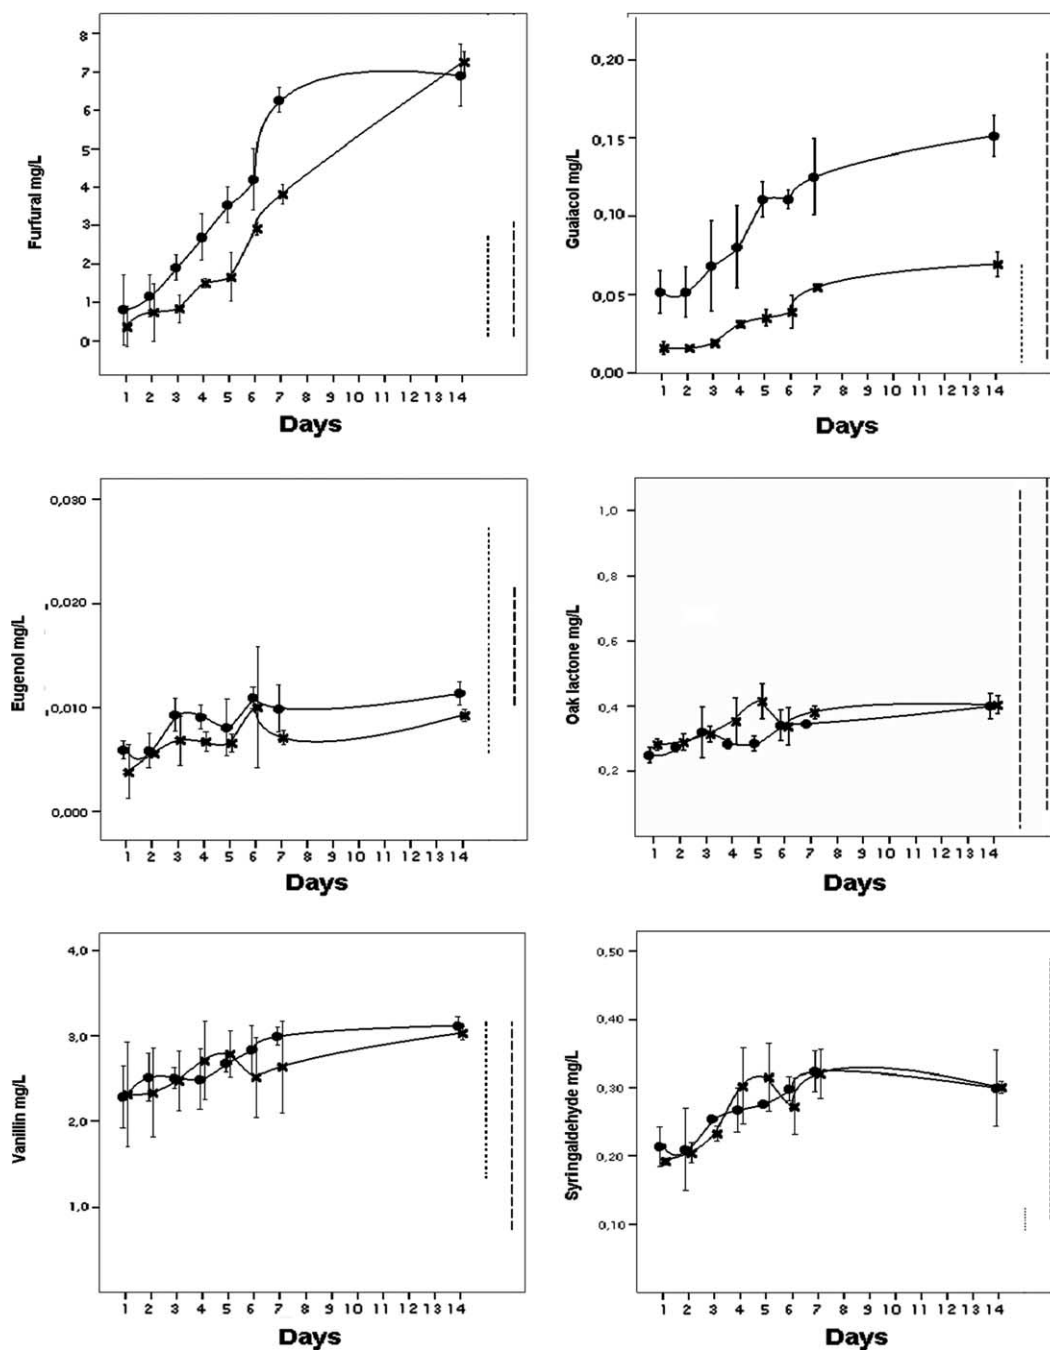 Furfural mg/L
8
7
6
5
4
3
2
1
0
1 2 3 4 5 6 7 8 9 10 11 12 13 14
Days
Guaiacol mg/L
0,20
0,15
0,10
0,05
0,00
1 2 3 4 5 6 7 8 9 10 11 12 13 14
Days
Eugenol mg/L
0,030
0,020
0,010
0,000
1 2 3 4 5 6 7 8 9 10 11 12 13 14
Days
Oak lactone mg/L
1,0
0,8
0,6
0,4
0,2
1 2 3 4 5 6 7 8 9 10 11 12 13 14
Days
Vanillin mg/L
4,0
3,0
2,0
1,0
1 2 3 4 5 6 7 8 9 10 11 12 13 14
Days
Syringaldehyde mg/L
0,50
0,40
0,30
0,20
0,10
1 2 3 4 5 6 7 8 9 10 11 12 13 14
Days